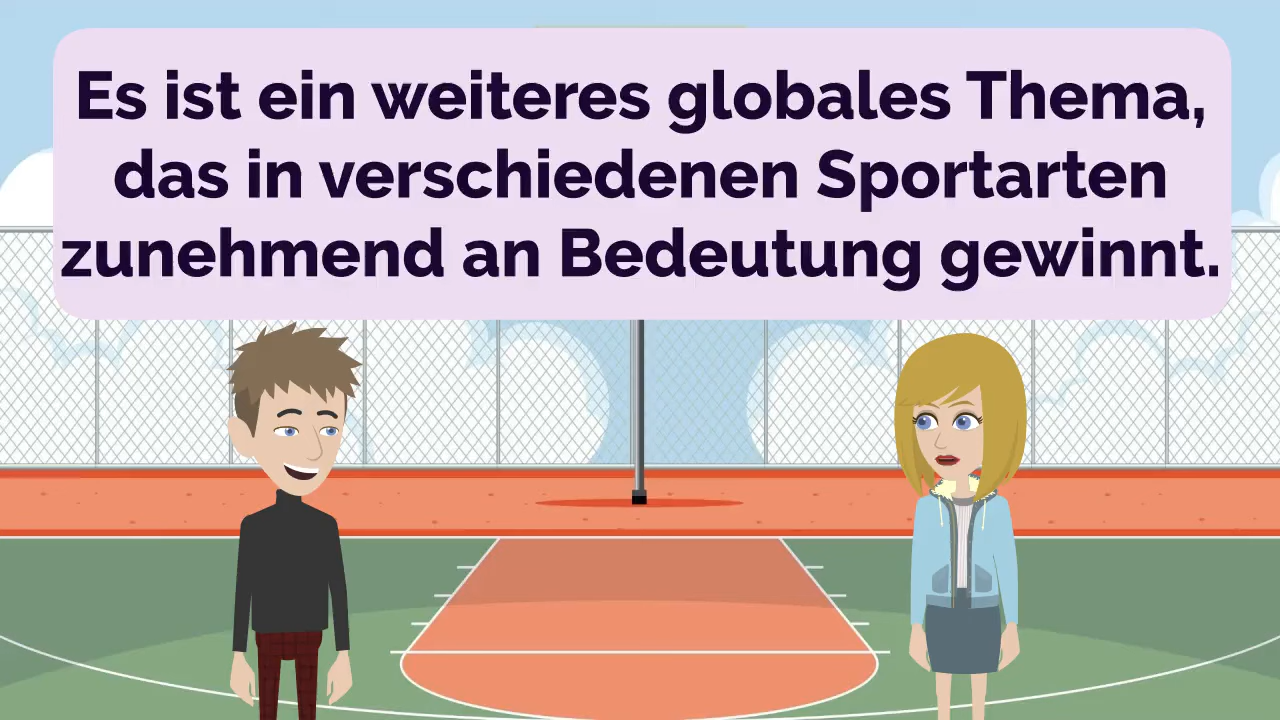 Es ist ein weiteres globales Thema,
das in verschiedenen Sportarten
zunehmend an Bedeutung gewinnt.